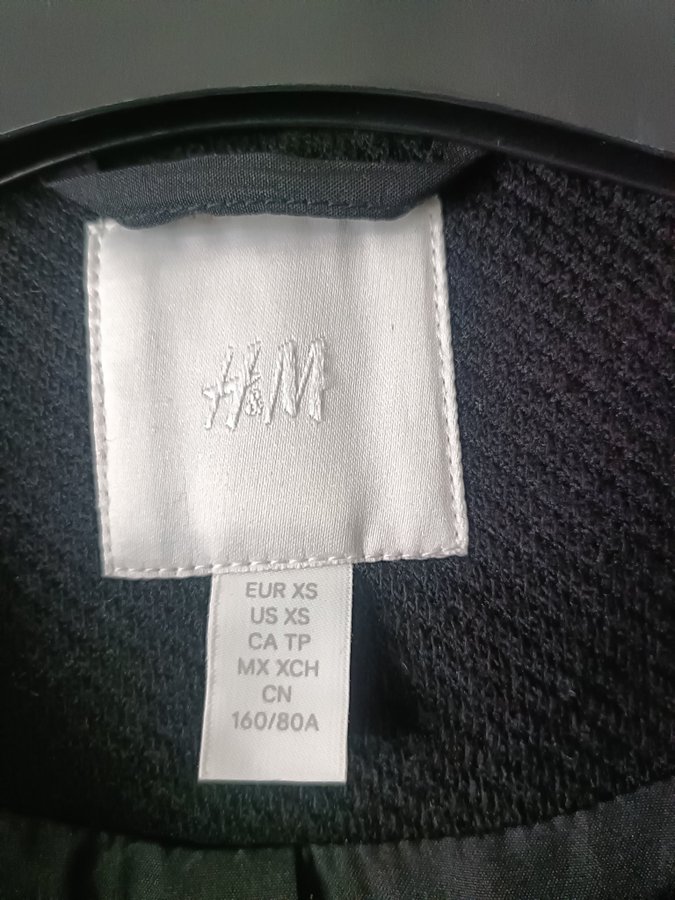 H&M
EUR XS
US XS
CA TP
MX XCH
CN
160/80A